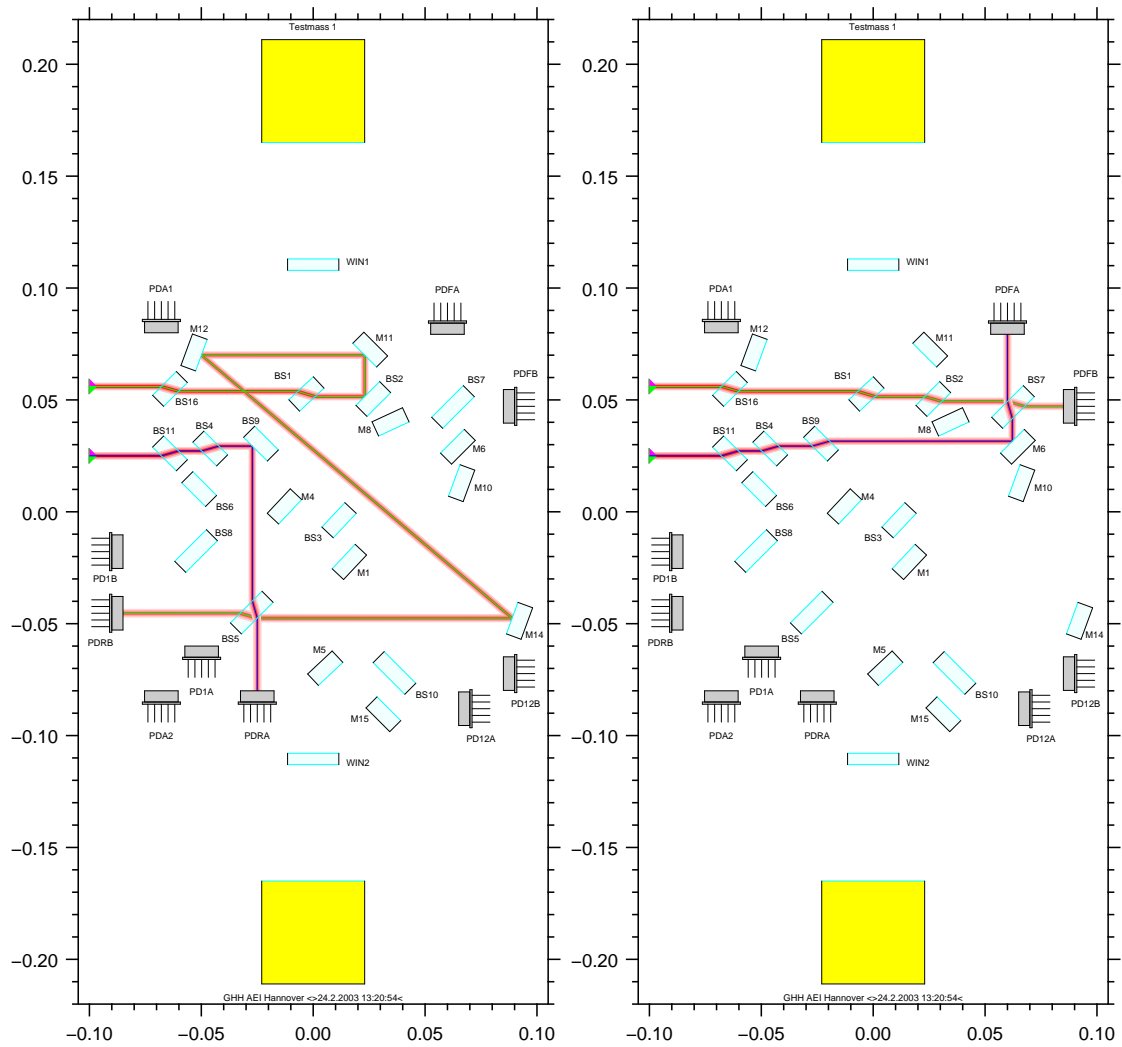 Testmass 1
0.20
0.15
WIN1
0.10
PDA1
PDFA
M12
M11
BS1
BS2
BS7
PDFB
BS16
0.05
M8
BS11
BS4
BS9
M6
M10
BS6
M4
0.00
BS8
BS3
PD1B
M1
PDRB
BS5
M14
−0.05
M5
PD1A
BS10
PD12B
M15
PDA2
PDRA
PD12A
−0.10
WIN2
−0.15
−0.20
GHH AEI Hannover <>24.2.2003 13:20:54<
−0.10 −0.05 0.00 0.05 0.10
Testmass 1
0.20
0.15
WIN1
0.10
PDA1
PDFA
M12
M11
BS1
BS2
BS7
PDFB
BS16
0.05
M8
BS11
BS4
BS9
M6
M10
BS6
M4
0.00
BS8
BS3
PD1B
M1
PDRB
BS5
M14
−0.05
M5
PD1A
BS10
PD12B
M15
PDA2
PDRA
PD12A
−0.10
WIN2
−0.15
−0.20
GHH AEI Hannover <>24.2.2003 13:20:54<
−0.10 −0.05 0.00 0.05 0.10